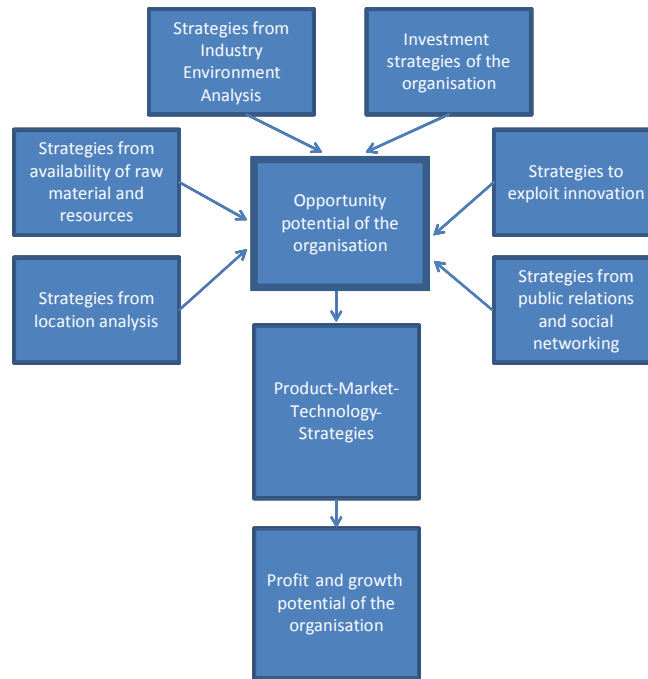 Strategies from
Industry
Environment
Analysis
Investment
strategies of the
organisation
Strategies from
availability of raw
material and
resources
Opportunity
potential of the
organisation
Strategies to
exploit innovation
Strategies from
location analysis
Strategies from
public relations
and social
networking
Product-Market-
Technology-
Strategies
Profit and growth
potential of the
organisation